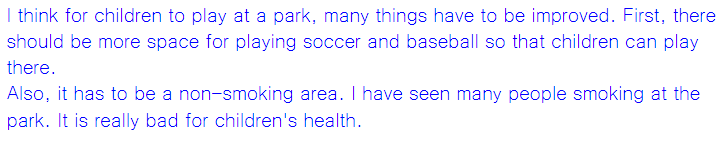 I think for children to play at a park, many things have to be improved. First, there
should be more space for playing soccer and baseball so that children can play
there.
Also, it has to be a non-smoking area. I have seen many people smoking at the
park. It is really bad for children's health.